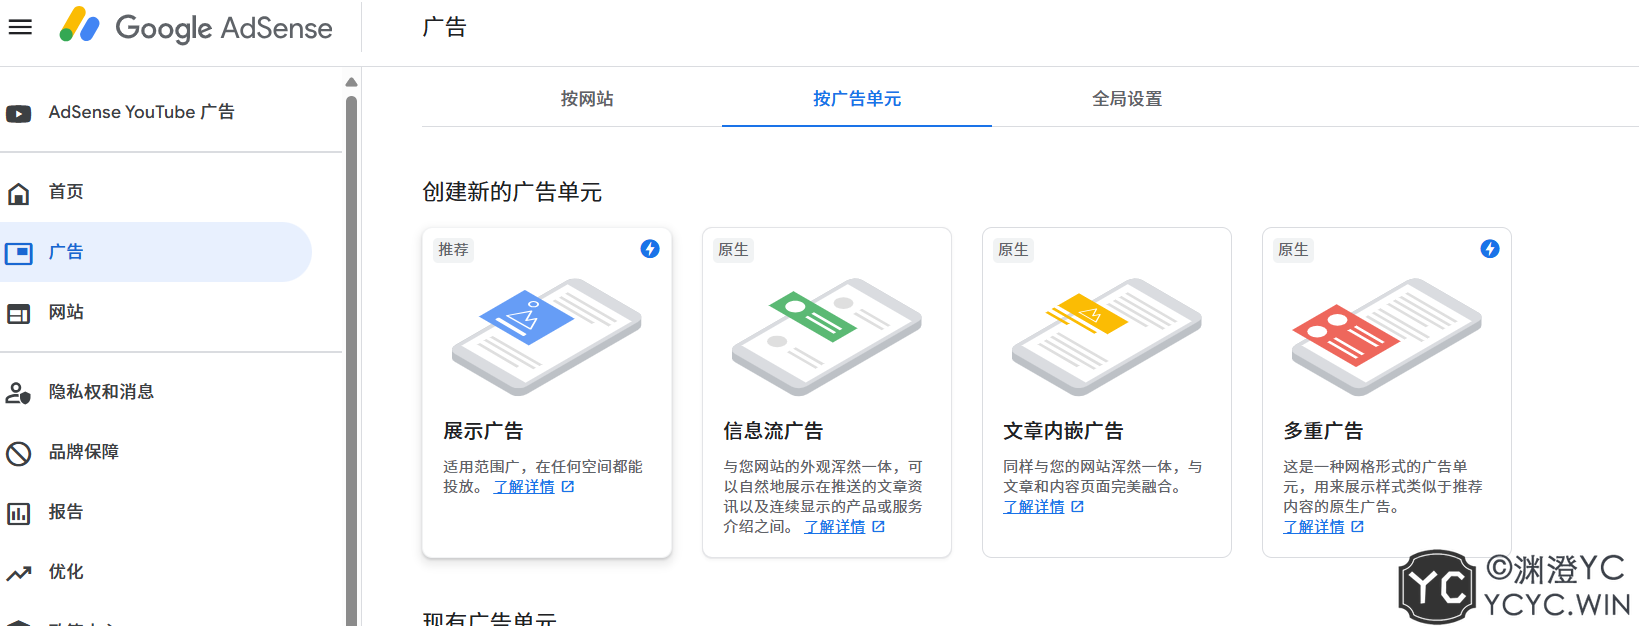 Google AdSense
广告
AdSense YouTube 广告
首页
广告
网站
隐私权和消息
品牌保障
报告
优化
按网站
按广告单元
全局设置
创建新的广告单元
推荐
展示广告
适用范围广，在任何空间都能
投放。 了解详情
原生
信息流广告
与您网站的外观浑然一体，可
以自然地展示在推送的文章资
讯以及连续显示的产品或服务
介绍之间。 了解详情
原生
文章内嵌广告
同样与您的网站浑然一体，与
文章和内容页面完美融合。
了解详情
原生
多重广告
这是一种网格形式的广告单
元，用来展示样式类似于推荐
内容的原生广告。
了解详情
现有广告单元
YC
©渊澄YC
YCYC.WIN